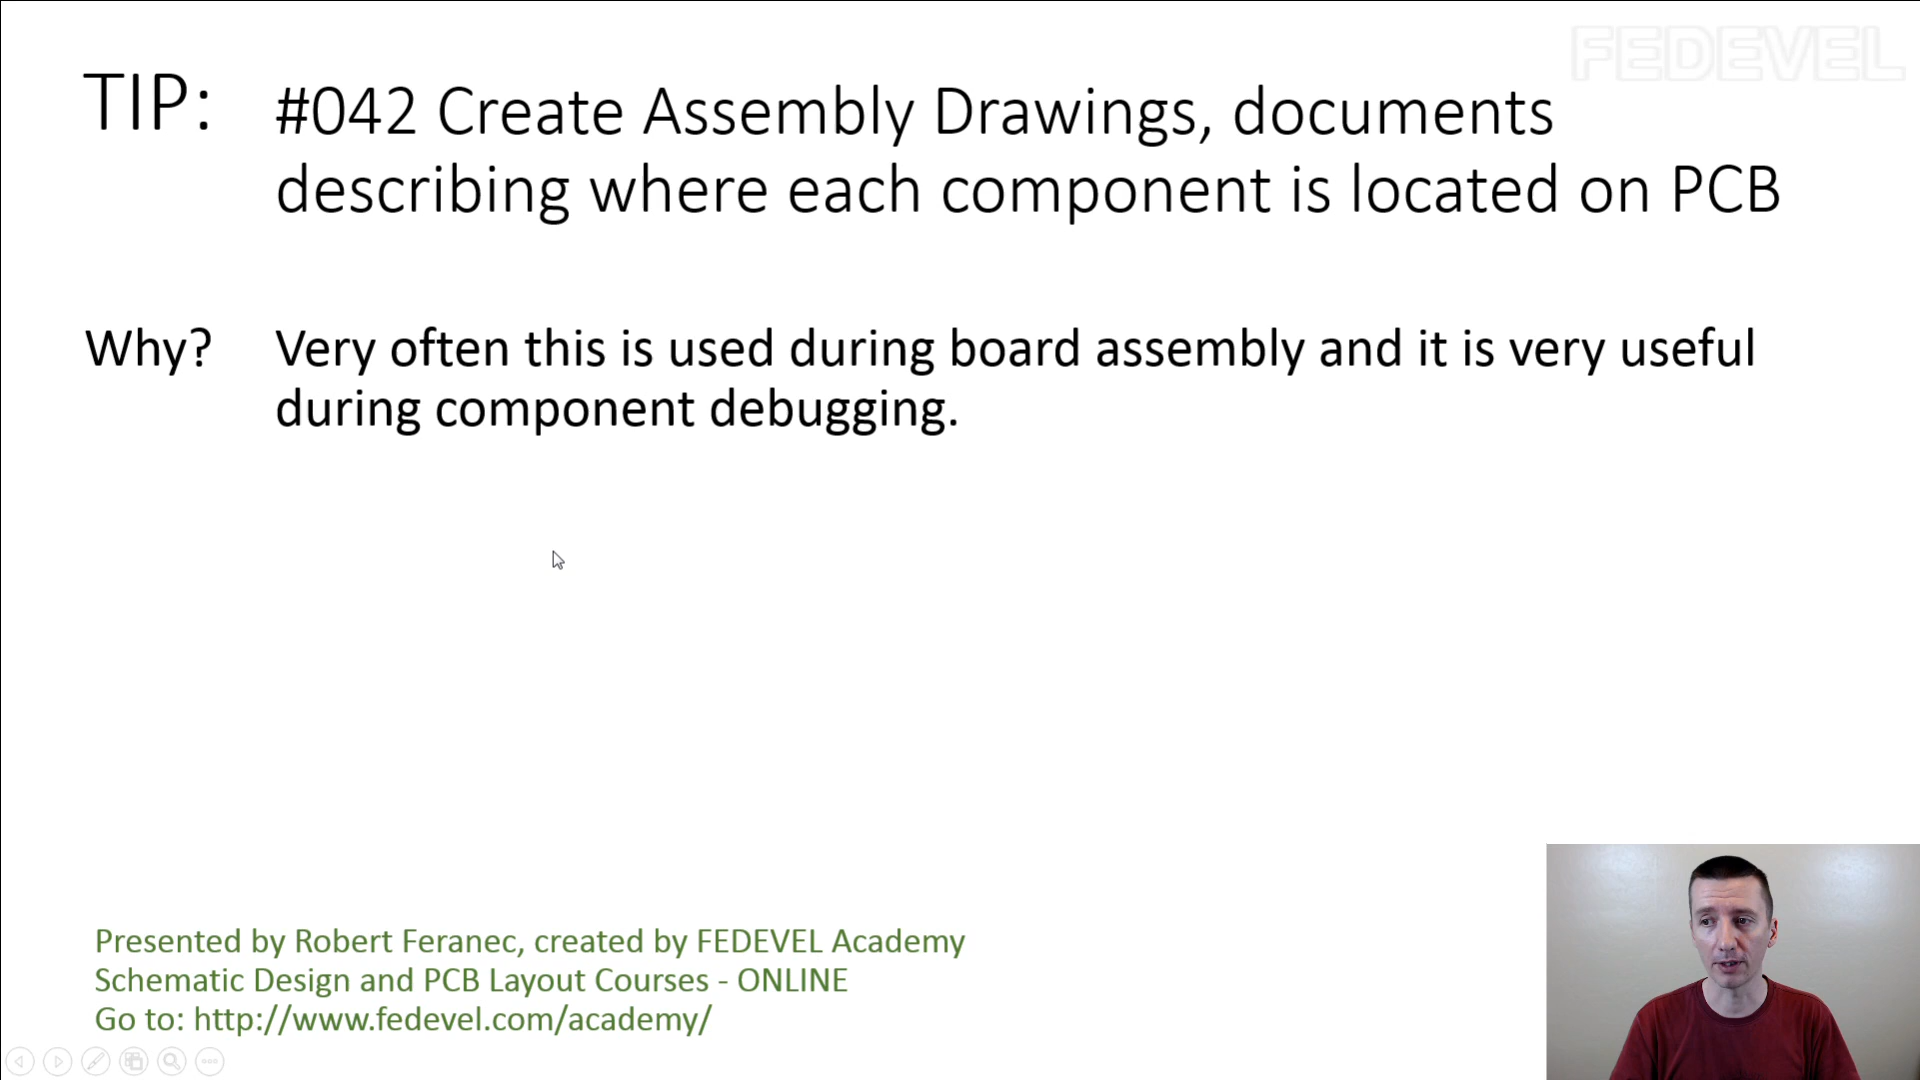 FEDEVEL
TIP:
#042 Create Assembly Drawings, documents
describing where each component is located on PCB
Why?
Very often this is used during board assembly and it is very useful
during component debugging.
Presented by Robert Feranec, created by FEDEVEL Academy
Schematic Design and PCB Layout Courses - ONLINE
Go to: http://www.fedevel.com/academy/